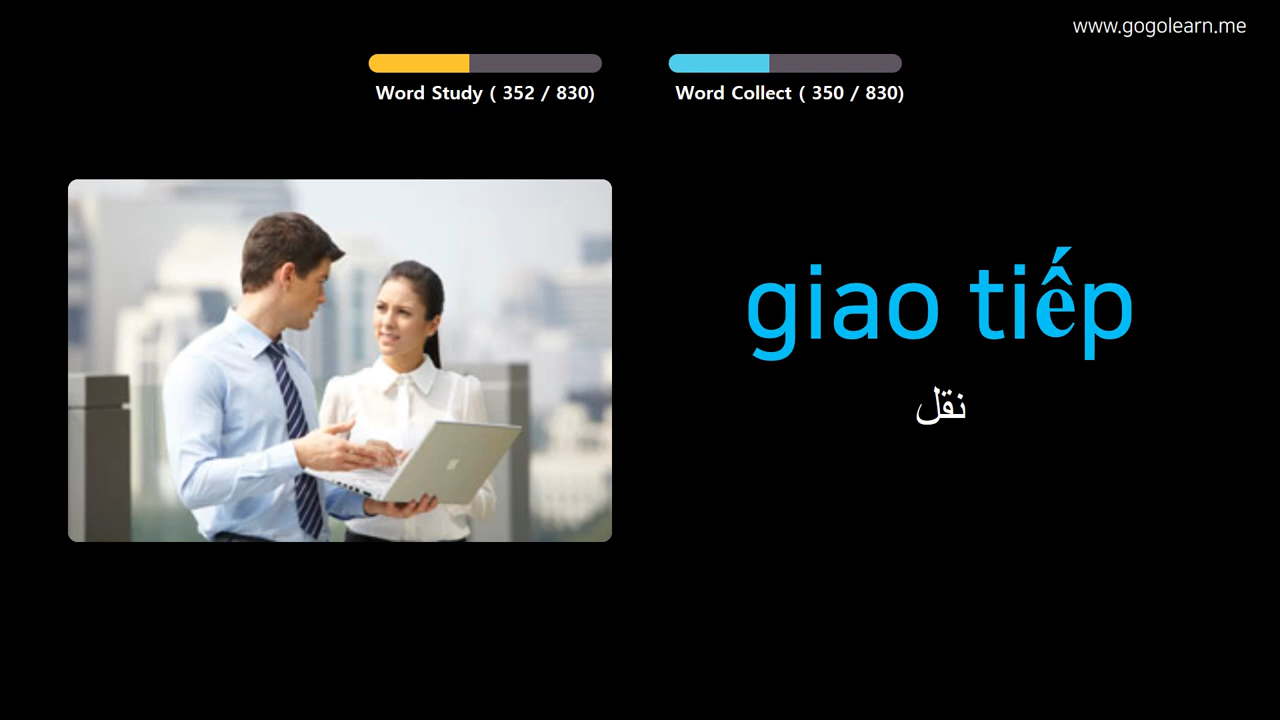 www.gogolearn.me
Word Study ( 352 / 830)
Word Collect ( 350 / 830)
giao tiếp
نقل